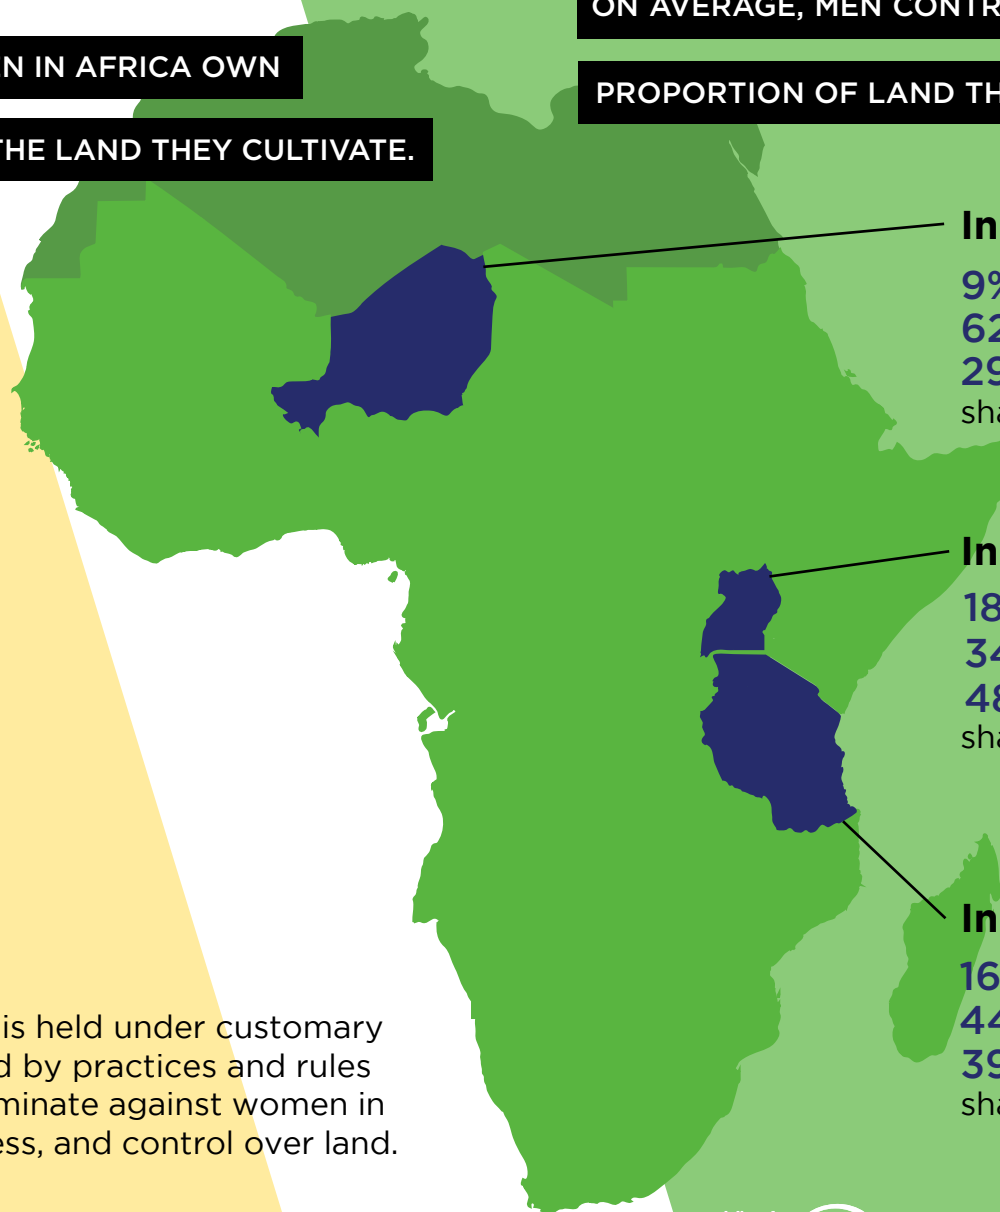 ON AVERAGE, MEN CONTR
N IN AFRICA OWN
PROPORTION OF LAND TH
THE LAND THEY CULTIVATE.
In
9%
62
29
sha
In
18
34
48
sha
In
16
44
39
sha
is held under customary
d by practices and rules
minate against women in
ess, and control over land.